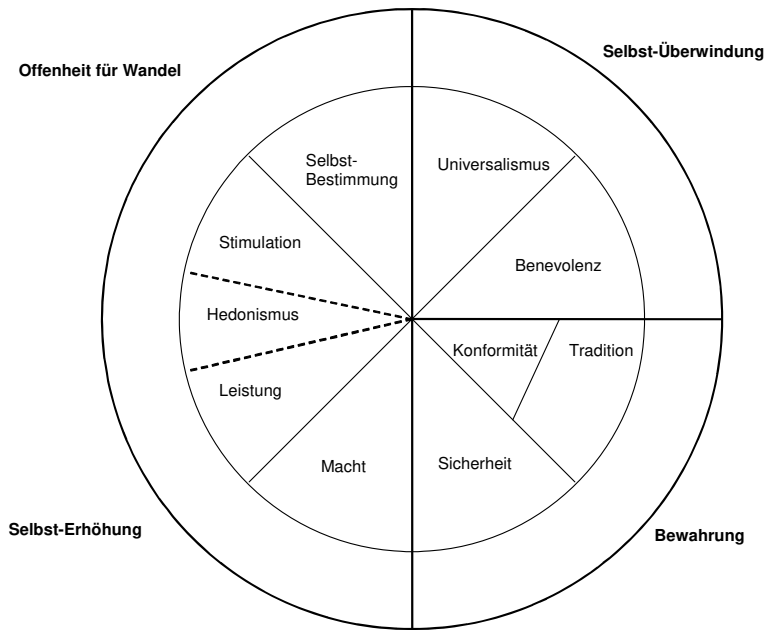 Selbst-Überwindung
Offenheit für Wandel
Selbst-
Bestimmung
Universalismus
Stimulation
Benevolenz
Hedonismus
Konformität
Tradition
Leistung
Macht
Sicherheit
Selbst-Erhöhung
Bewahrung